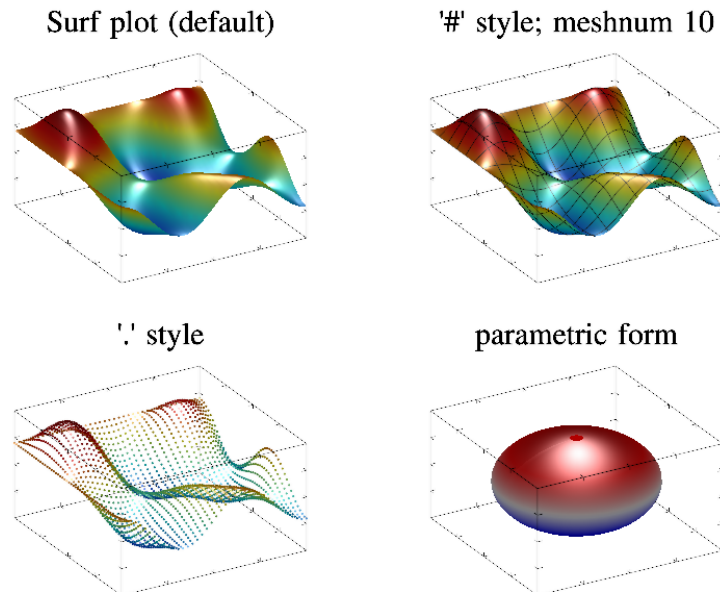 Surf plot (default)
'#' style; meshnum 10
'.' style
parametric form